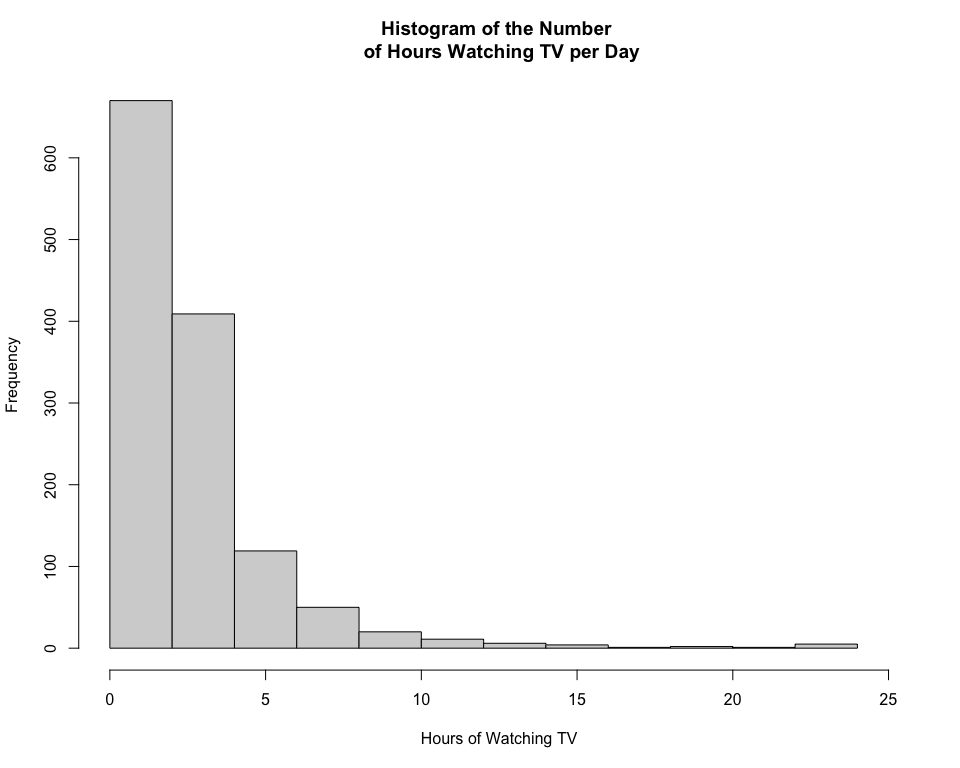 Histogram of the Number
of Hours Watching TV per Day
Frequency
600
500
400
300
200
100
0
0 5 10 15 20 25
Hours of Watching TV